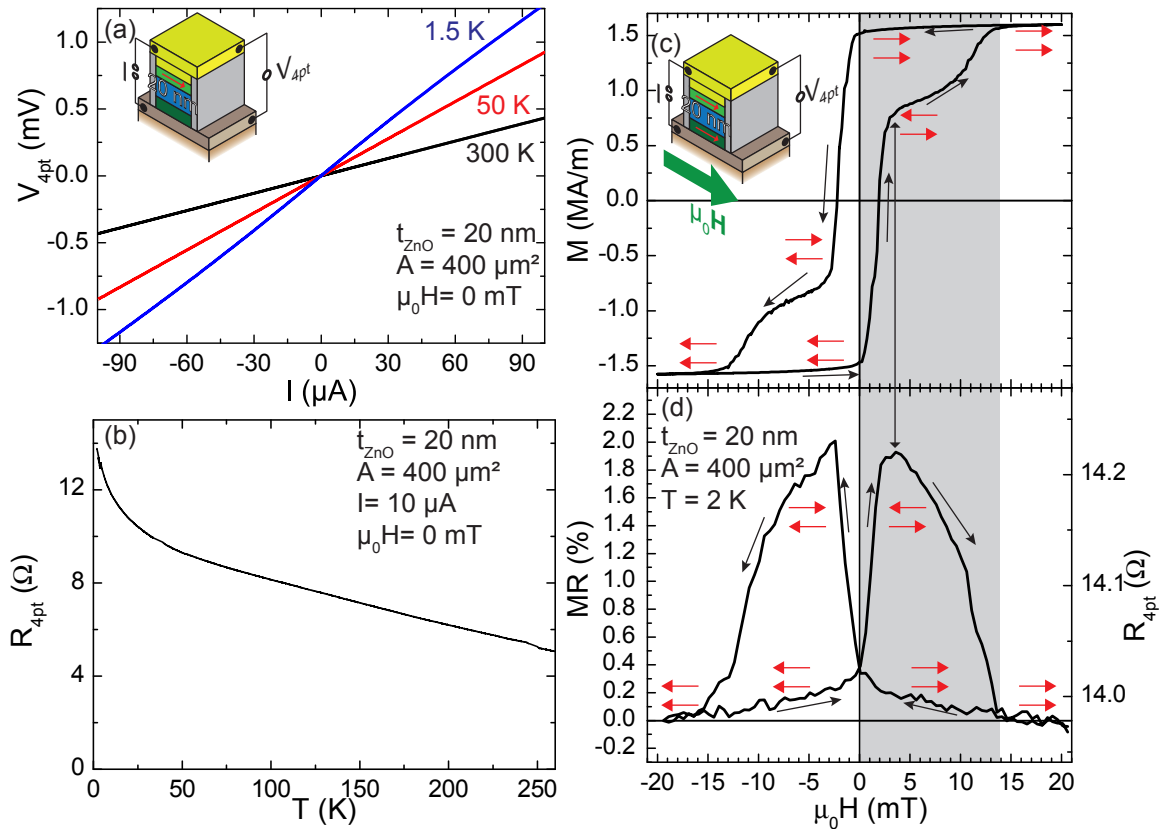 (a)
1.5 K
50 K
300 K
I
20 nm
V4pt
tZnO = 20 nm
A = 400 µm²
µ0H= 0 mT
V4pt (mV)
1.0
0.5
0.0
-0.5
-1.0
-90 -60 -30 0 30 60 90
I (µA)
(b)
tZnO = 20 nm
A = 400 µm²
I= 10 µA
µ0H= 0 mT
R4pt (Ω)
12
8
4
0
0 50 100 150 200 250
T (K)
(c)
I
20 nm
V4pt
µ0H
M (MA/m)
1.5
1.0
0.5
0.0
-0.5
-1.0
-1.5
(d)
tZnO = 20 nm
A = 400 µm²
T = 2 K
MR (%)
2.2
2.0
1.8
1.6
1.4
1.2
1.0
0.8
0.6
0.4
0.2
0.0
-0.2
14.2
14.1
14.0
R4pt (Ω)
-20 -15 -10 -5 0 5 10 15 20
µ0H (mT)